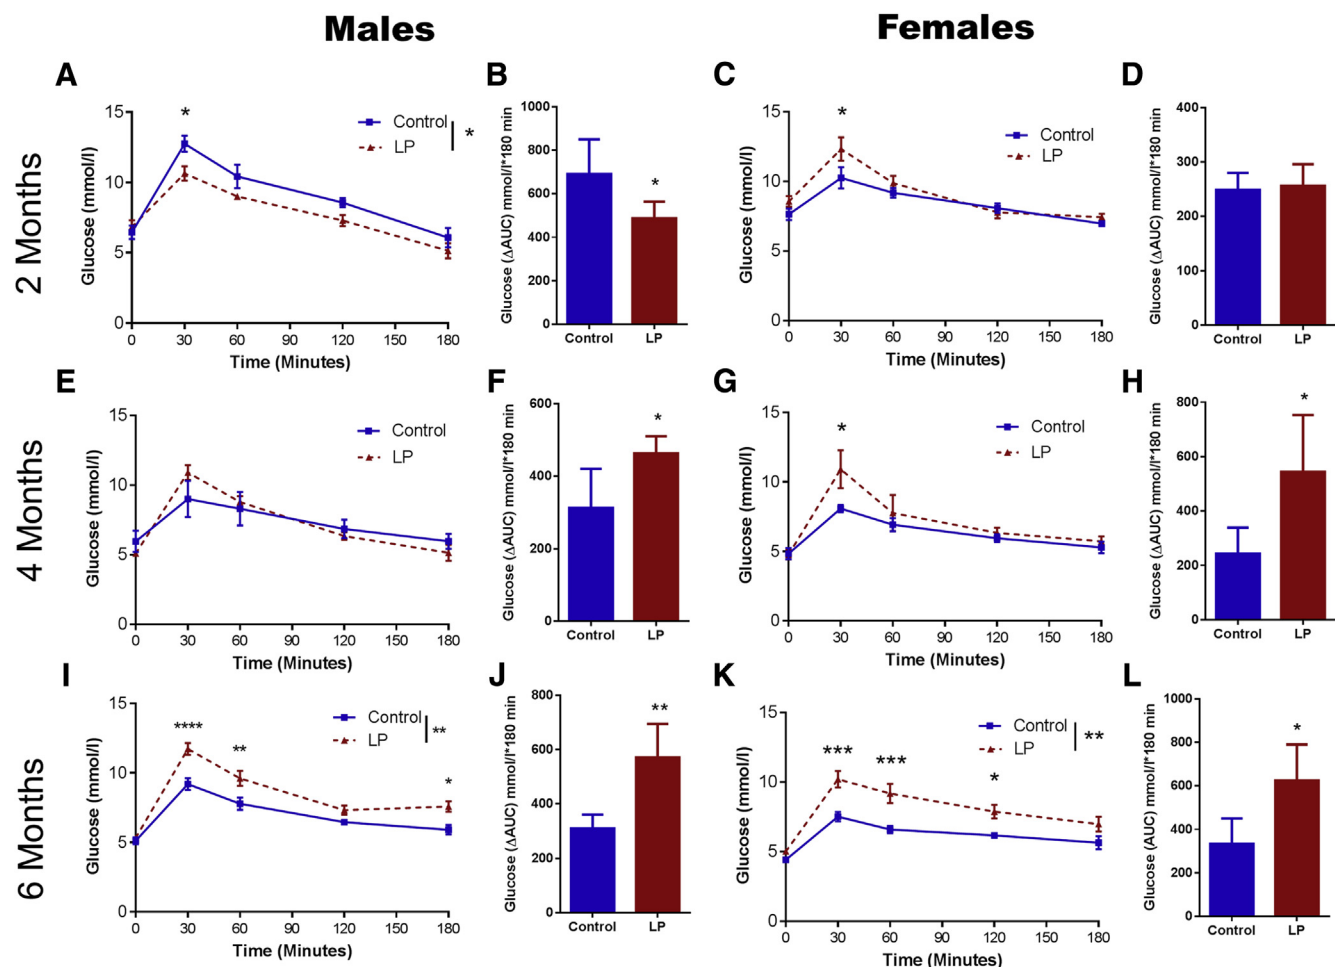 Males Females
A B C D
2 Months
15
10
5
0
Glucose (mmol/l)
*
Control
LP
*
0 30 60 90 120 150 180
Time (Minutes)
1000
800
600
400
200
0
Glucose (ΔAUC) mmol/l*180 min
*
Control LP
15
10
5
0
Glucose (mmol/l)
*
Control
LP
0 30 60 90 120 150 180
Time (Minutes)
400
300
200
100
0
Glucose (ΔAUC) mmol/l*180 min
Control LP
E F G H
4 Months
15
10
5
0
Glucose (mmol/l)
Control
LP
0 30 60 90 120 150 180
Time (Minutes)
600
400
200
0
Glucose (ΔAUC) mmol/l*180 min
*
Control LP
15
10
5
0
Glucose (mmol/l)
*
Control
LP
0 30 60 90 120 150 180
Time (Minutes)
800
600
400
200
0
Glucose (ΔAUC) mmol/l*180 min
*
Control LP
I J K L
6 Months
15
10
5
0
Glucose (mmol/l)
**** ** *
Control
LP
**
0 30 60 90 120 150 180
Time (Minutes)
800
600
400
200
0
Glucose (ΔAUC) mmol/l*180 min
**
Control LP
15
10
5
0
Glucose (mmol/l)
*** *** *
Control
LP
**
0 30 60 90 120 150 180
Time (Minutes)
1000
800
600
400
200
0
Glucose (AUC) mmol/l*180 min
*
Control LP